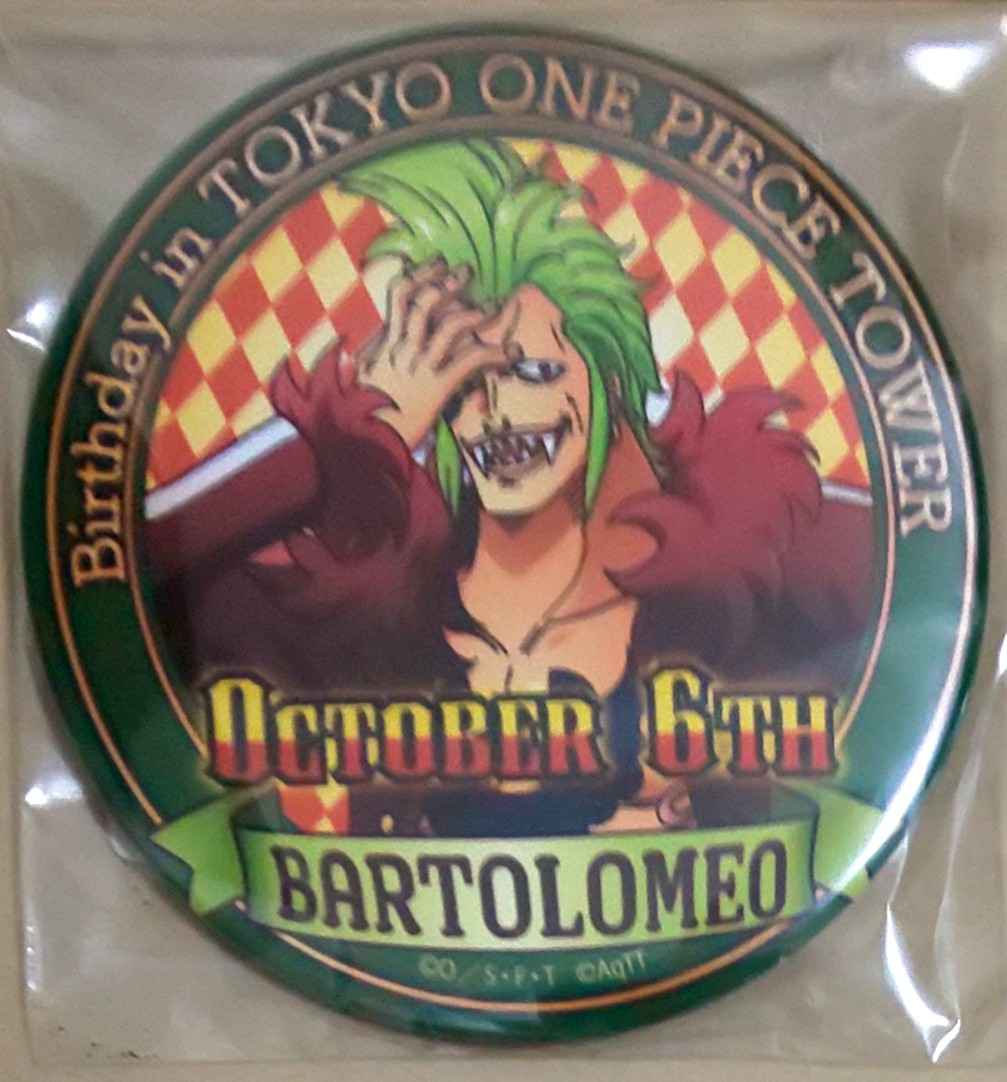 Birthday in TOKYO ONE PIECE TOWER
OCTOBER 6TH
BARTOLOMEO
©O／S・F・T ©AqTT